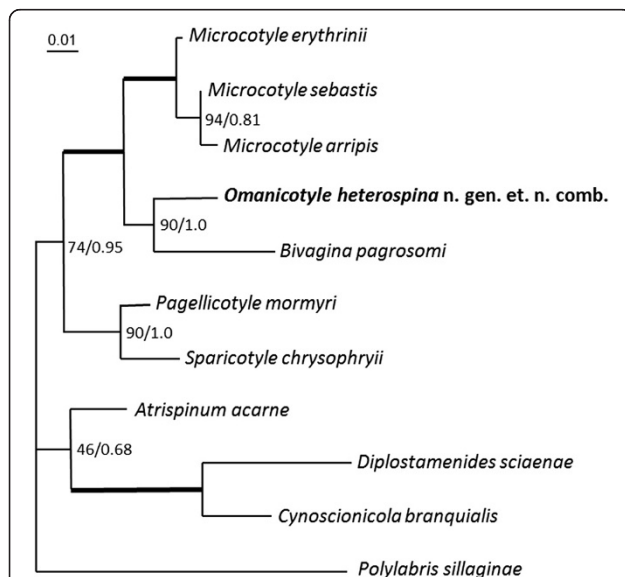 0.01
Microcotyle erythrinii
Microcotyle sebastis
94/0.81
Microcotyle arripis
Omanicotyle heterospina n. gen. et. n. comb.
90/1.0
74/0.95
Bivagina pagrosomi
Pagellicotyle mormyri
90/1.0
Sparicotyle chrysophryii
Atrispinum acarne
46/0.68
Diplostamenides sciaenae
Cynoscionicola branquialis
Polylabris sillaginae